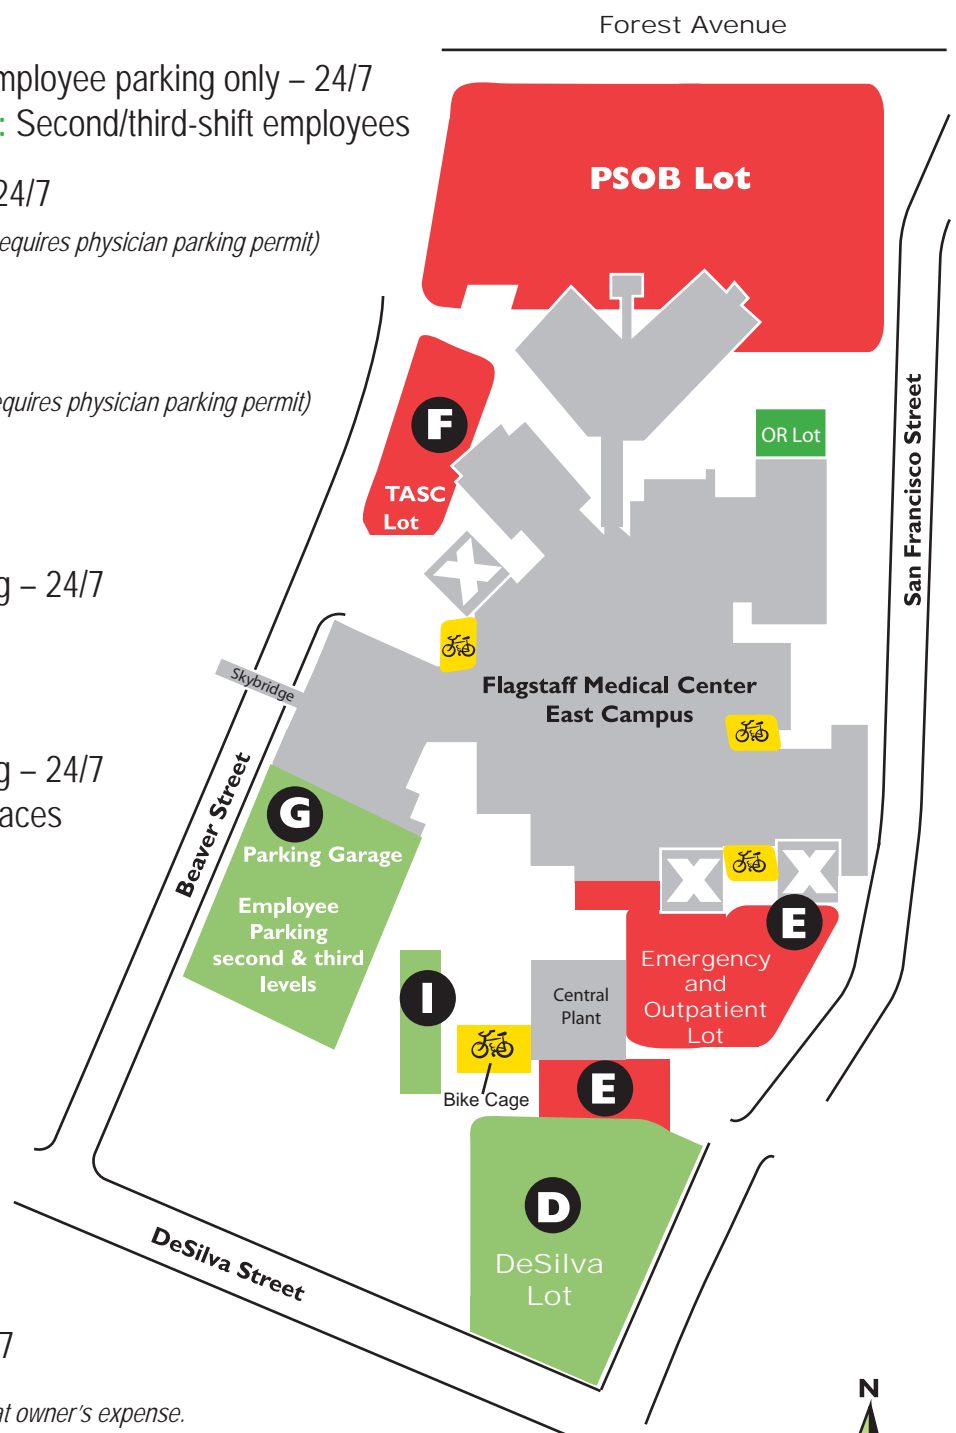 Forest Avenue
mployee parking only – 24/7
: Second/third-shift employees
24/7
equires physician parking permit)
equires physician parking permit)
g – 24/7
g – 24/7
aces
7
at owner's expense.
PSOB Lot
F
TASC
Lot
OR Lot
San Francisco Street
X
Skybridge
Flagstaff Medical Center
East Campus
Beaver Street
G
Parking Garage
Employee
Parking
second & third
levels
X
X
E
Emergency
and
Outpatient
Lot
I
Central
Plant
Bike Cage
E
D
DeSilva
Lot
DeSilva Street
N